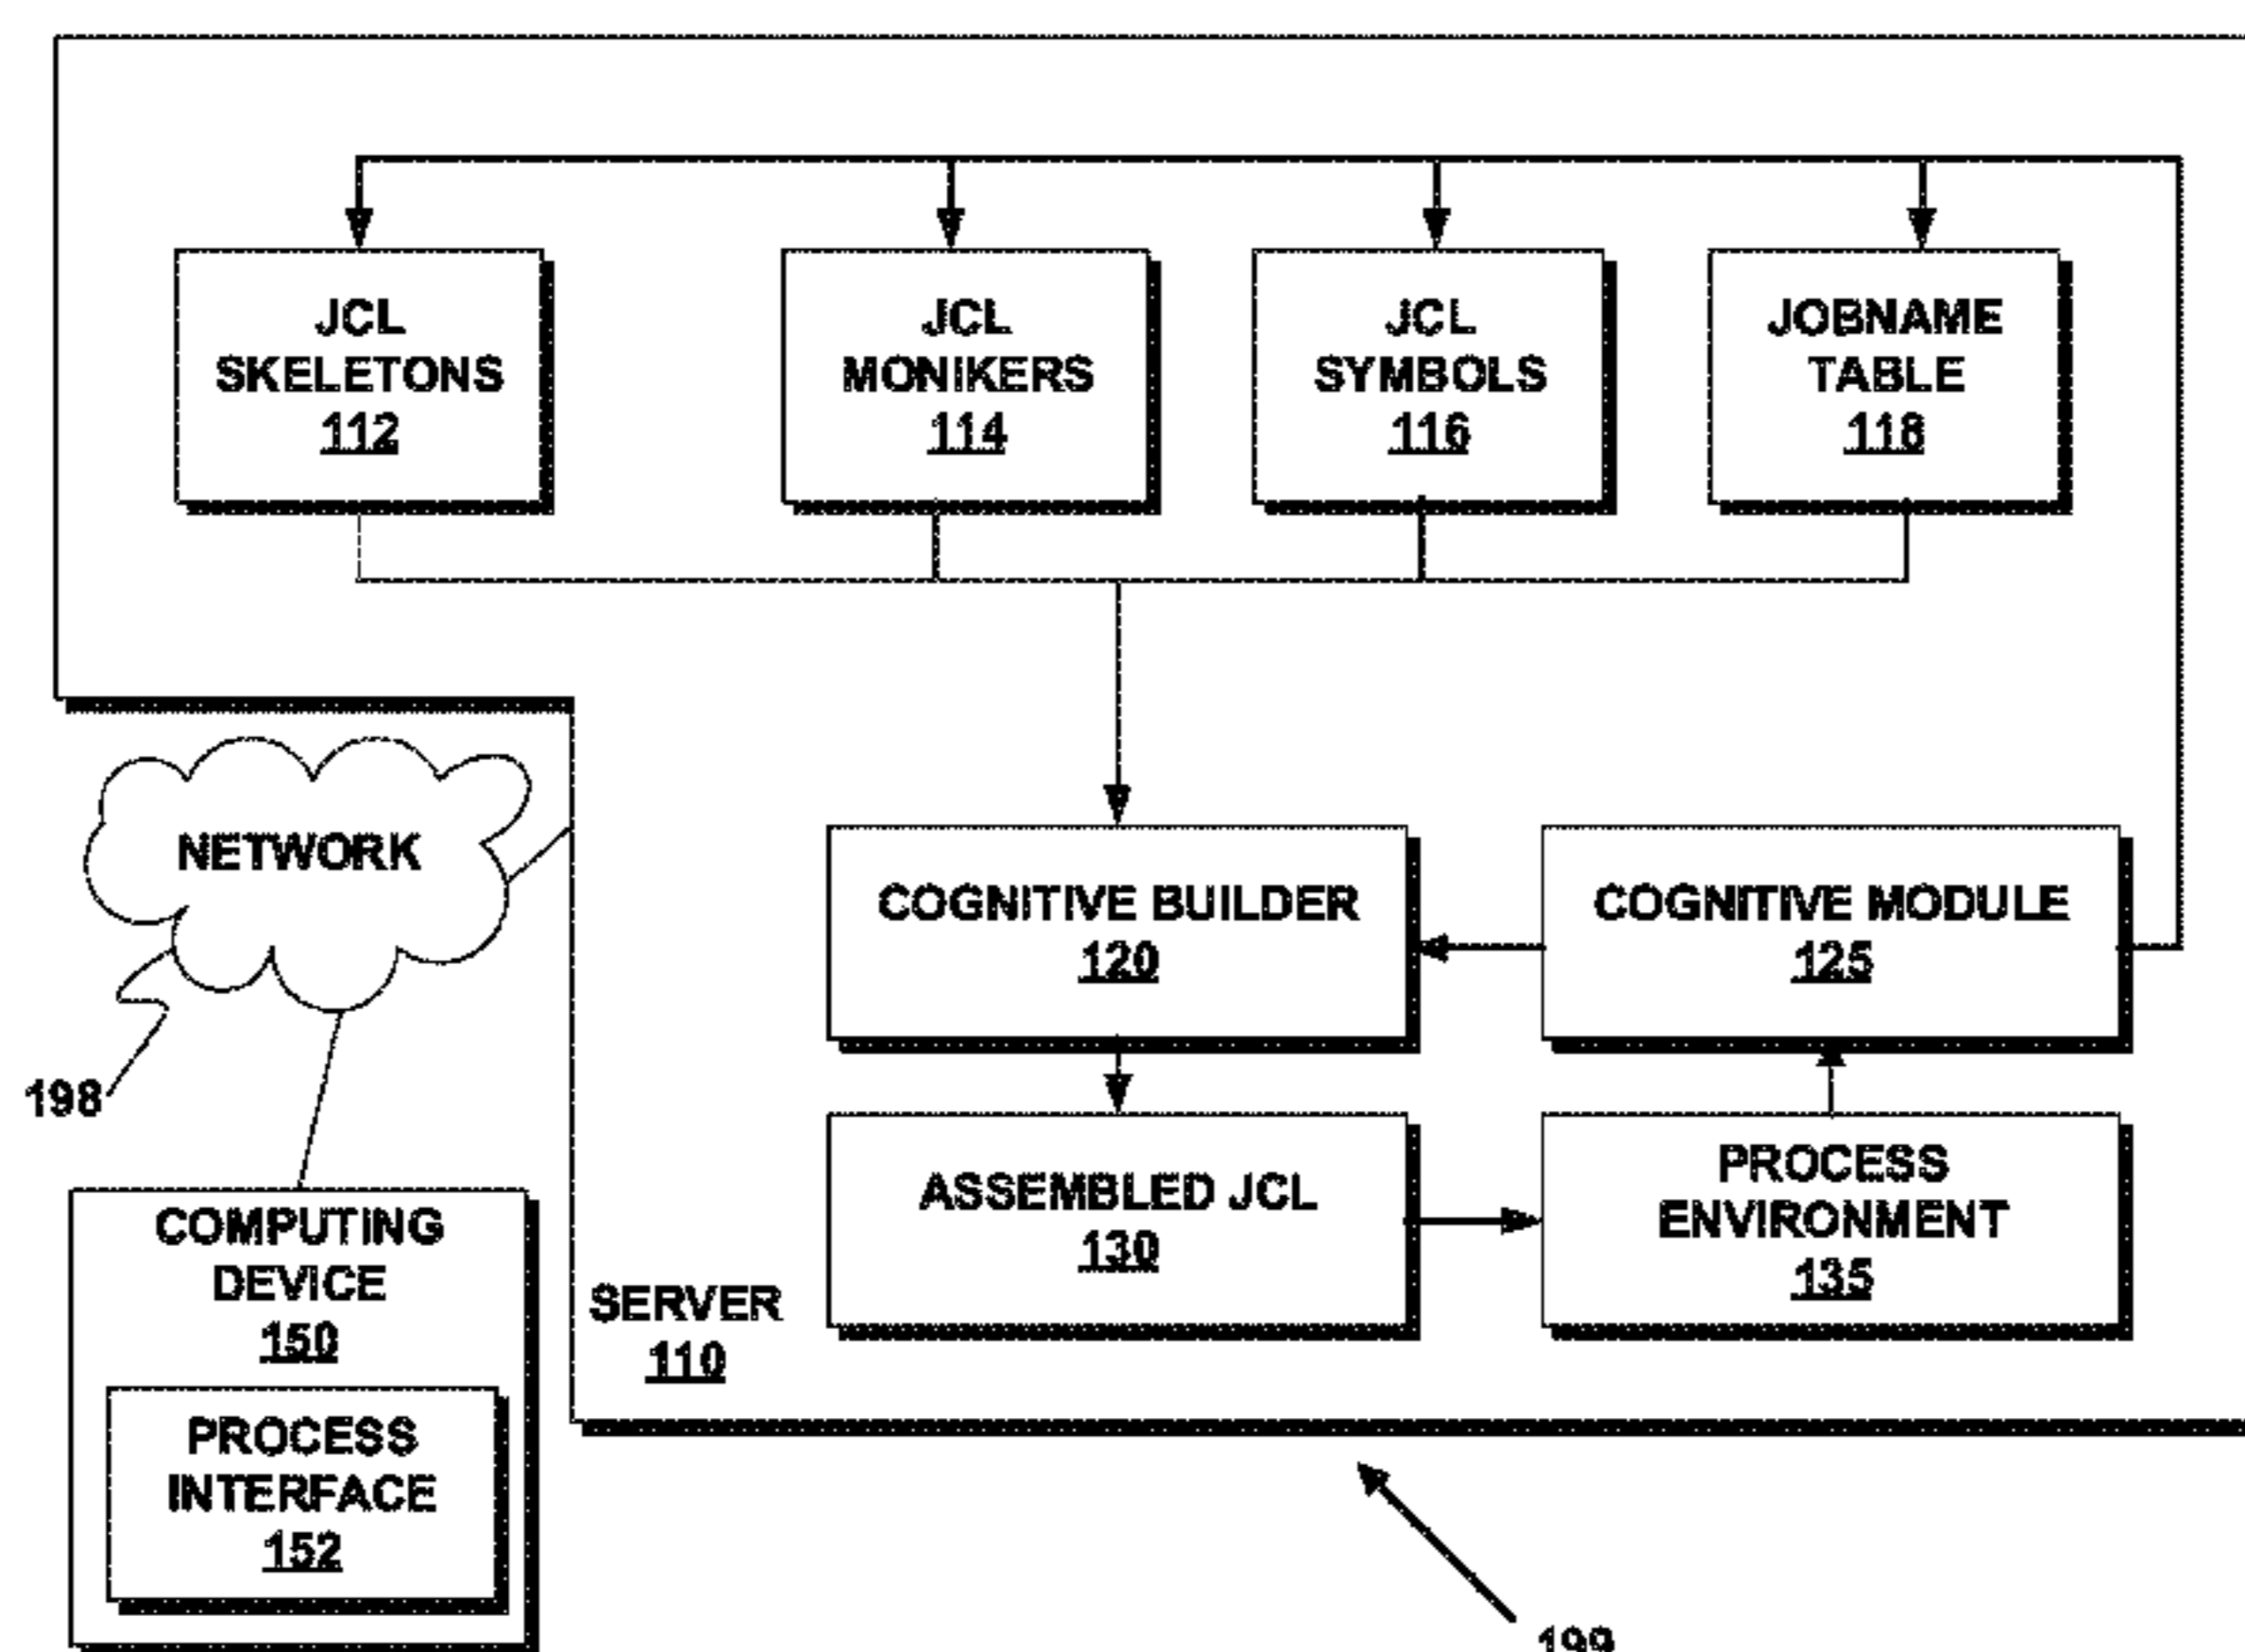 JCL
SKELETONS
112
JCL
MONIKERS
114
JCL
SYMBOLS
116
JOBNAME
TABLE
118
NETWORK
198
COGNITIVE BUILDER
120
COGNITIVE MODULE
125
ASSEMBLED JCL
130
PROCESS
ENVIRONMENT
135
SERVER
110
COMPUTING
DEVICE
150
PROCESS
INTERFACE
152
199